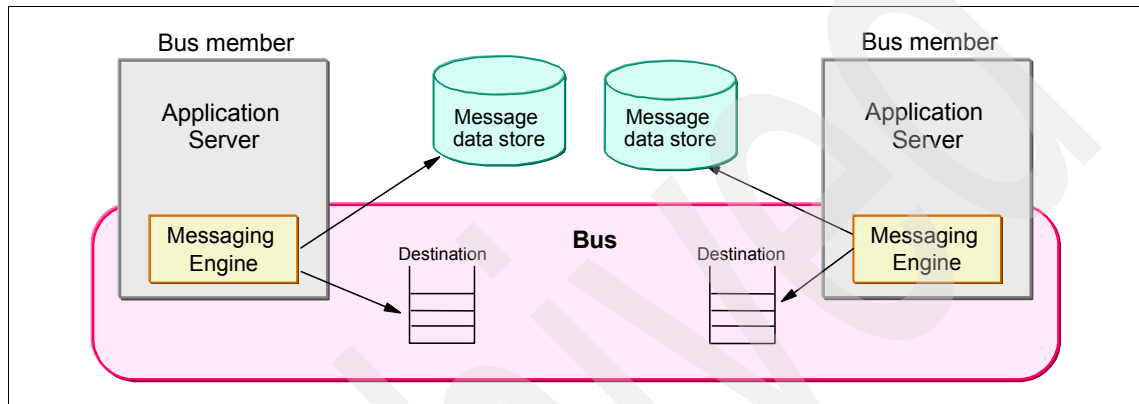 Bus member
Bus member
Application
Server
Message
data store
Message
data store
Application
Server
Messaging
Engine
Bus
Messaging
Engine
Destination
Destination